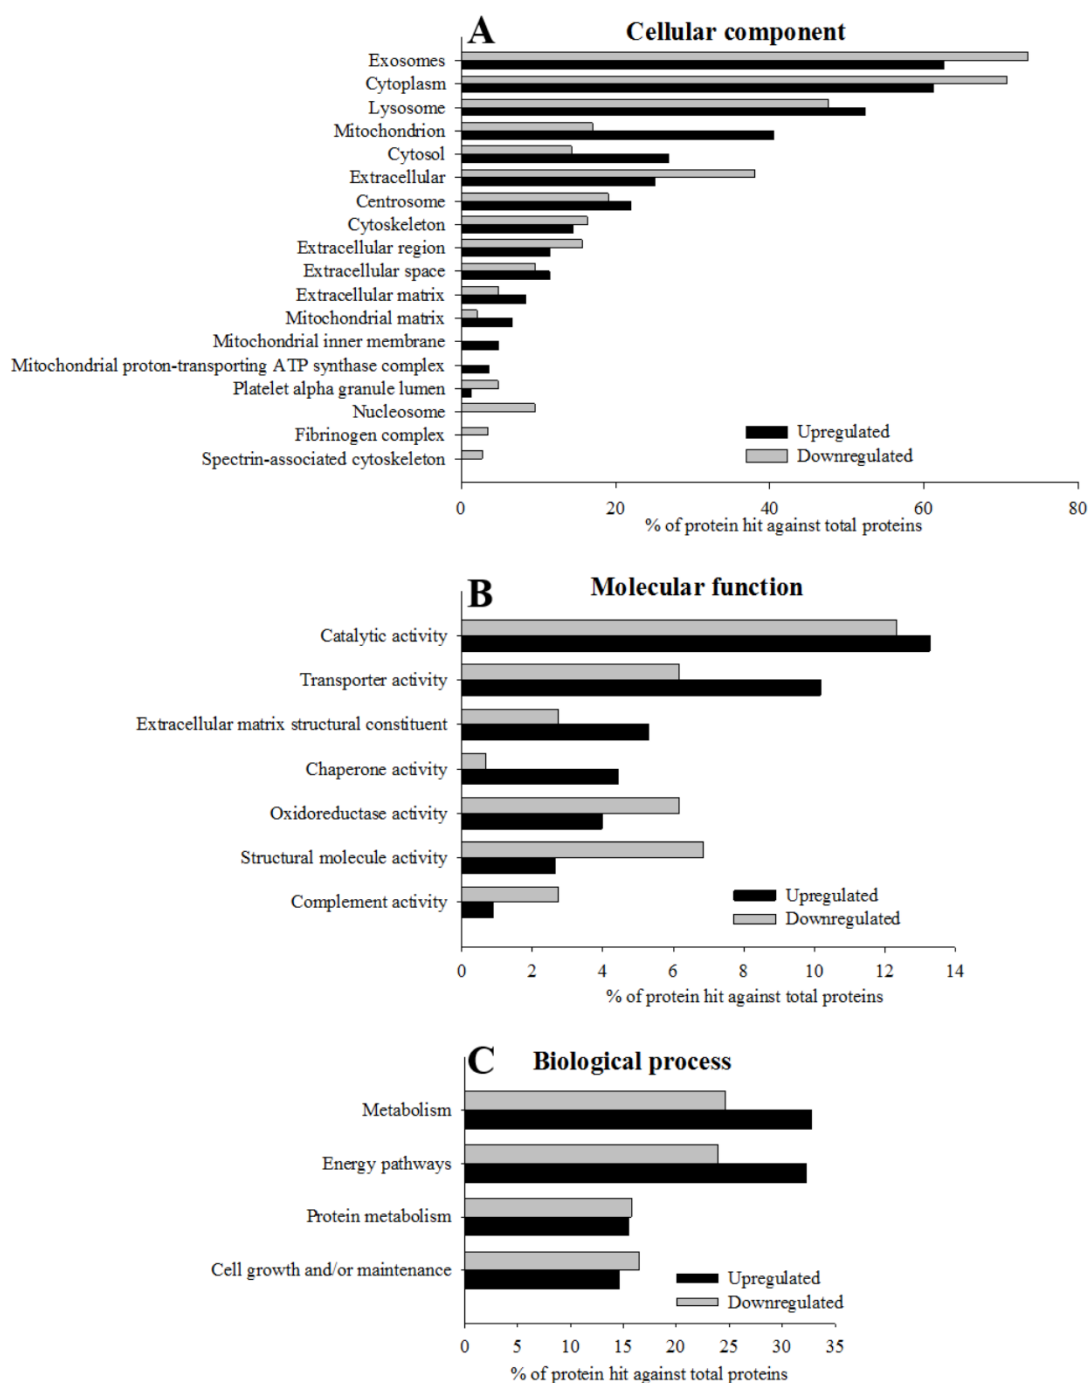 A
Cellular component
Exosomes
Cytoplasm
Lysosome
Mitochondrion
Cytosol
Extracellular
Centrosome
Cytoskeleton
Extracellular region
Extracellular space
Extracellular matrix
Mitochondrial matrix
Mitochondrial inner membrane
Mitochondrial proton-transporting ATP synthase complex
Platelet alpha granule lumen
Nucleosome
Fibrinogen complex
Spectrin-associated cytoskeleton
Upregulated
Downregulated
0 20 40 60 80
% of protein hit against total proteins
B
Molecular function
Catalytic activity
Transporter activity
Extracellular matrix structural constituent
Chaperone activity
Oxidoreductase activity
Structural molecule activity
Complement activity
Upregulated
Downregulated
0 2 4 6 8 10 12 14
% of protein hit against total proteins
C
Biological process
Metabolism
Energy pathways
Protein metabolism
Cell growth and/or maintenance
Upregulated
Downregulated
0 5 10 15 20 25 30 35
% of protein hit against total proteins